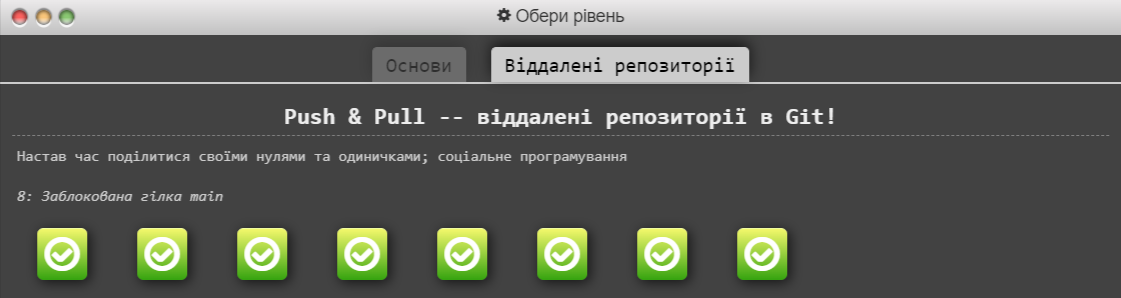 Обери рівень
Основи Віддалені репозиторії
Push & Pull -- віддалені репозиторії в Git!
Настав час поділитися своїми нулями та одиничками; соціальне програмування
8: Заблокована гілка main